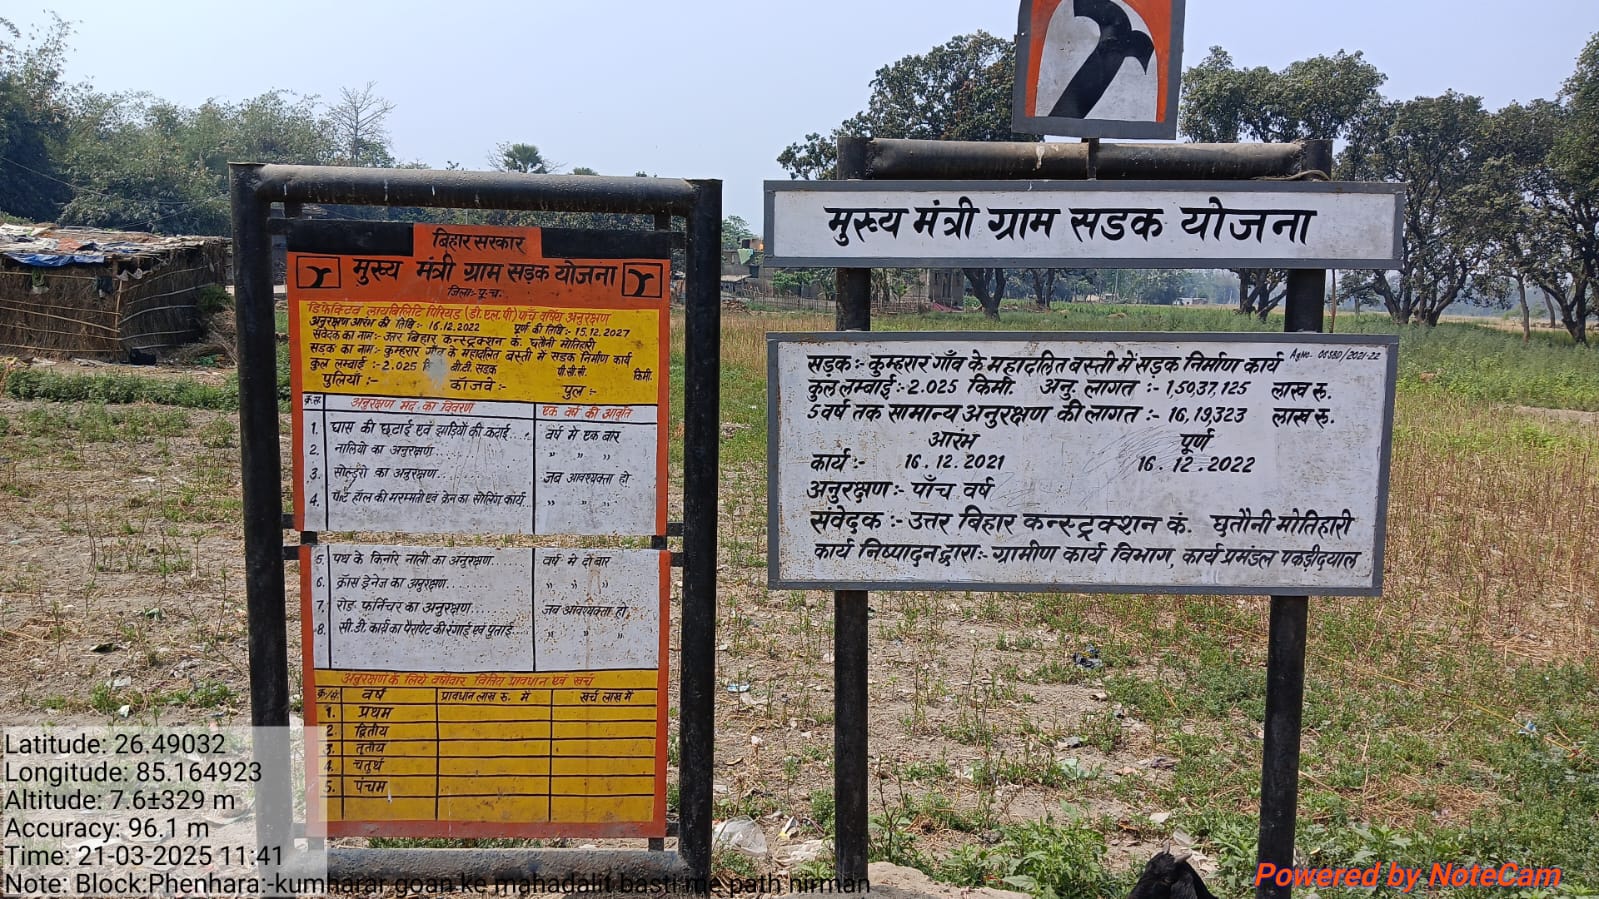 बिहार सरकार
मुख्य मंत्री ग्राम सड़क योजना
जिला:- पू.च.
डिफेक्टिव लायबिलिटि पिरियड (डी.एल.पी) पांच वर्षीय अनुरक्षण
अनुरक्षण आरंभ की तिथि:- 16.12.2022 पूर्ण की तिथि:- 15.12.2027
संवेदक का नाम:- उत्तर बिहार कन्स्ट्रक्शन कं. घुतौनी मोतिहारी
सड़क का नाम:- कुम्हरार गाँव के महादलित बस्ती में सड़क निर्माण कार्य
कुल लम्बाई :- 2.025 कि बी.टी. सड़क पी.सी.सी. किमी.
पुलिया :- कॉजवे :- पुल :-
क्र.स. अनुरक्षण मद का विवरण एक वर्ष की आवृति
1. घास की छटाई एवं झाड़ियों की कटाई.. वर्ष मे एक बार
2. नालियो का अनुरक्षण.. " " "
3. सोल्डरो का अनुरक्षण.. जब आवश्यक्ता हो
4. पॉट हॉल की मरम्मती एवं क्रेन का सीलिंग कार्य " " "
5. पथ के किनारे नाली का अनुरक्षण.. वर्ष मे दो बार
6. क्रॉस ड्रेनेज का अनुरक्षण.. " " "
7. रोड फर्निचर का अनुरक्षण.... जब आवश्यक्ता हो
8. सी.डी. कार्य का पैरापेट की रंगाई एवं पुताई.. " " "
अनुरक्षण के लिये वर्षवार वित्तिय प्रावधान एवं खर्च
क्र/स. वर्ष प्रावधान लाख रु. में खर्च लाख में
1. प्रथम
2. द्वितीय
3. तृतीय
4. चतुर्थ
5. पंचम
मुख्य मंत्री ग्राम सडक योजना
AgNo. 06SBD/2021-22
सड़क:- कुम्हरार गाँव के महादलित बस्ती में सड़क निर्माण कार्य
कुल लम्बाई:- 2.025 किमी. अनु. लागत :- 1,50,37,125 लाख रु.
5 वर्ष तक सामान्य अनुरक्षण की लागत :- 16,19,323 लाख रु.
आरंभ पूर्ण
कार्य :- 16.12.2021 16.12.2022
अनुरक्षण:- पाँच वर्ष
संवेदक :- उत्तर बिहार कन्स्ट्रक्शन कं. घुतौनी मोतिहारी
कार्य निष्पादन द्वारा:- ग्रामीण कार्य विभाग, कार्य प्रमंडल पकड़ीदयाल
Latitude: 26.49032
Longitude: 85.164923
Altitude: 7.6±329 m
Accuracy: 96.1 m
Time: 21-03-2025 11:41
Note: Block:Phenhara:-kumharar goan ke mahadalit basti me path nirman
Powered by NoteCam